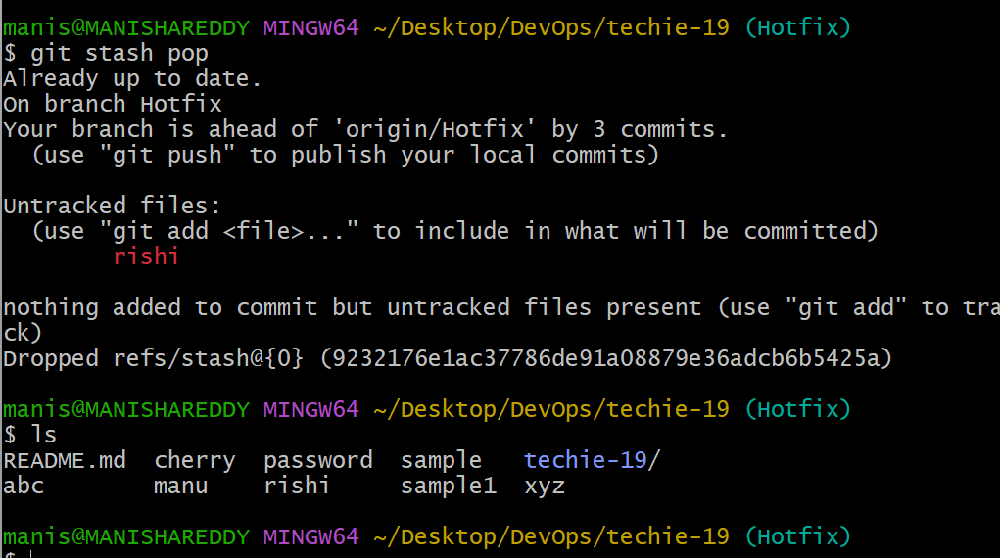 manis@MANISHAREDDY MINGW64 ~/Desktop/DevOps/techie-19 (Hotfix)
$ git stash pop
Already up to date.
On branch Hotfix
Your branch is ahead of 'origin/Hotfix' by 3 commits.
  (use "git push" to publish your local commits)

Untracked files:
  (use "git add <file>..." to include in what will be committed)
        rishi

nothing added to commit but untracked files present (use "git add" to tra
ck)
Dropped refs/stash@{0} (9232176e1ac37786de91a08879e36adcb6b5425a)

manis@MANISHAREDDY MINGW64 ~/Desktop/DevOps/techie-19 (Hotfix)
$ ls
README.md  cherry  password  sample   techie-19/
abc        manu    rishi     sample1  xyz

manis@MANISHAREDDY MINGW64 ~/Desktop/DevOps/techie-19 (Hotfix)
$